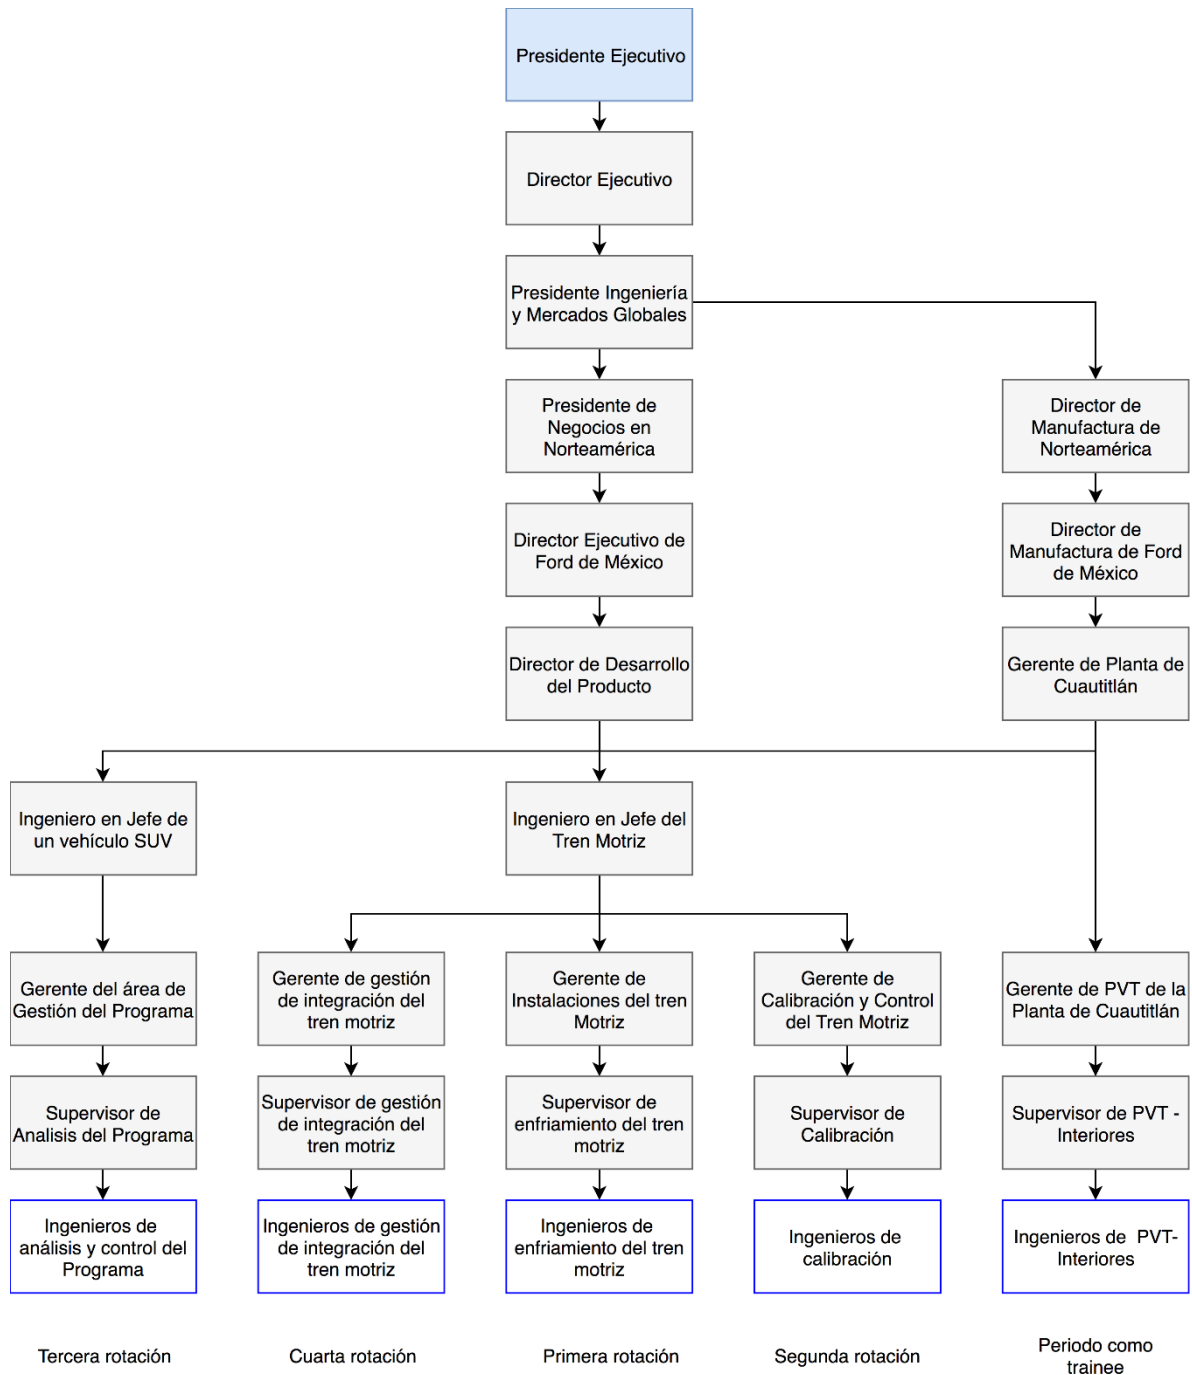 Presidente Ejecutivo
Director Ejecutivo
Presidente Ingeniería
y Mercados Globales
Presidente de
Negocios en
Norteamérica
Director de
Manufactura de
Norteamérica
Director Ejecutivo de
Ford de México
Director de
Manufactura de Ford
de México
Director de Desarrollo
del Producto
Gerente de Planta de
Cuautitlán
Ingeniero en Jefe de
un vehículo SUV
Ingeniero en Jefe del
Tren Motriz
Gerente del área de
Gestión del Programa
Gerente de gestión
de integración del
tren motriz
Gerente de
Instalaciones del tren
Motriz
Gerente de
Calibración y Control
del Tren Motriz
Gerente de PVT de la
Planta de Cuautitlán
Supervisor de
Analisis del Programa
Supervisor de gestión
de integración del
tren motriz
Supervisor de
enfriamiento del tren
motriz
Supervisor de
Calibración
Supervisor de PVT -
Interiores
Ingenieros de
análisis y control del
Programa
Ingenieros de gestión
de integración del
tren motriz
Ingenieros de
enfriamiento del tren
motriz
Ingenieros de
calibración
Ingenieros de PVT-
Interiores
Tercera rotación
Cuarta rotación
Primera rotación
Segunda rotación
Periodo como
trainee